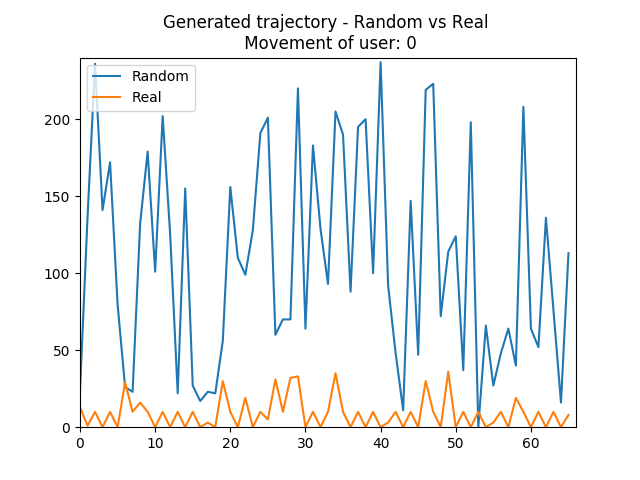 Generated trajectory - Random vs Real
Movement of user: 0
Random
Real
200
150
100
50
0
0 10 20 30 40 50 60